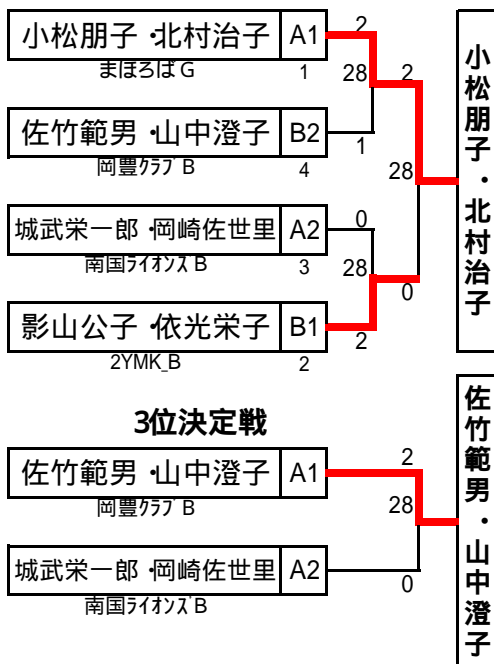 小松朋子・北村治子 A1 2
まほろばG 1 28 2
佐竹範男・山中澄子 B2 1
岡豊クラブB 4 28
城武栄一郎・岡崎佐世里 A2 0
南国ライオンズB 3 28 0
影山公子・依光栄子 B1 2
2YMK_B 2
小松朋子・北村治子
3位決定戦
佐竹範男・山中澄子 A1 2
岡豊クラブB 28
城武栄一郎・岡崎佐世里 A2 0
南国ライオンズB
佐竹範男・山中澄子